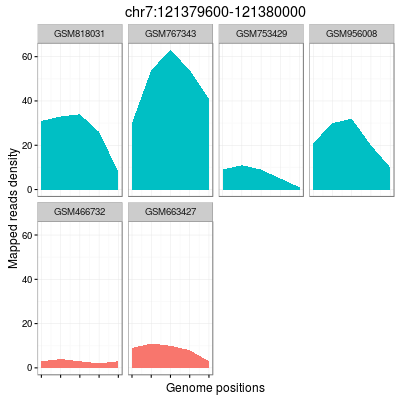 chr7:121379600-121380000
GSM818031 GSM767343 GSM753429 GSM956008
60
40
20
0
Mapped reads density
GSM466732 GSM663427
60
40
20
0
Genome positions